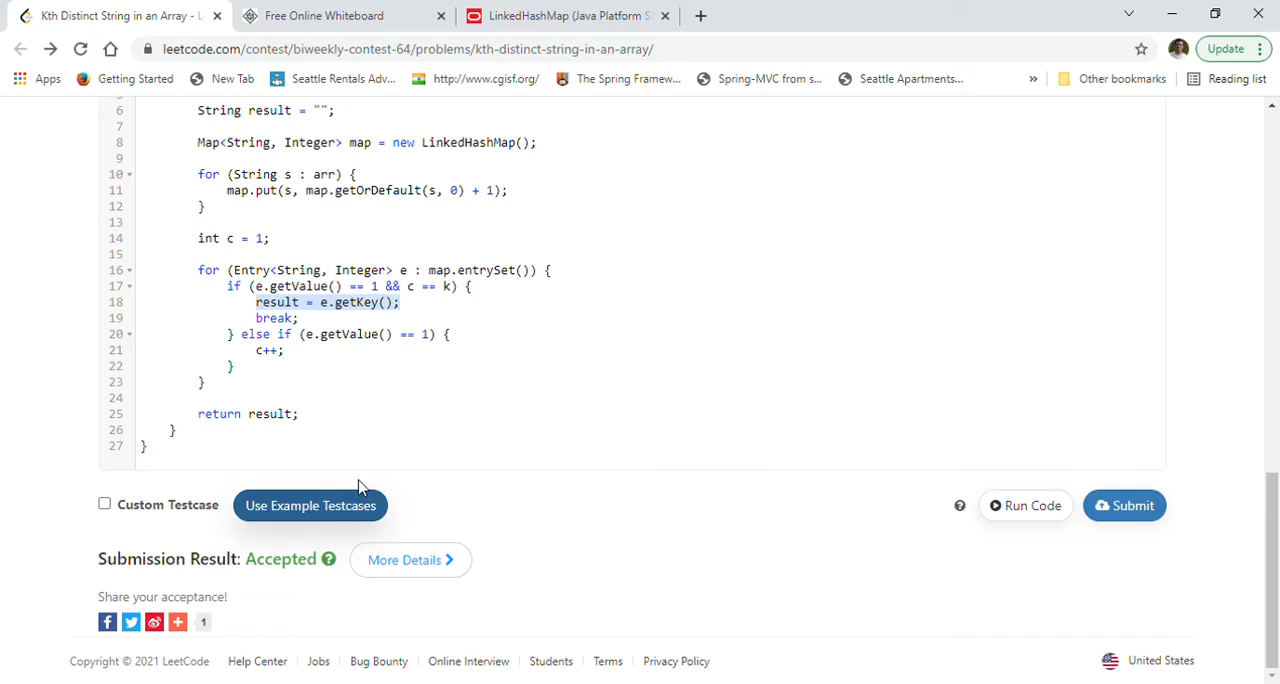 Kth Distinct String in an Array - L
Free Online Whiteboard
LinkedHashMap (Java Platform S
leetcode.com/contest/biweekly-contest-64/problems/kth-distinct-string-in-an-array/
Update
Apps
Getting Started
New Tab
Seattle Rentals Adv...
http://www.cgisf.org/
The Spring Framew...
Spring-MVC from s...
Seattle Apartments...
»
Other bookmarks
Reading list
6 String result = "";
7
8 Map<String, Integer> map = new LinkedHashMap();
9
10 for (String s : arr) {
11 map.put(s, map.getOrDefault(s, 0) + 1);
12 }
13
14 int c = 1;
15
16 for (Entry<String, Integer> e : map.entrySet()) {
17 if (e.getValue() == 1 && c == k) {
18 result = e.getKey();
19 break;
20 } else if (e.getValue() == 1) {
21 c++;
22 }
23 }
24
25 return result;
26 }
27 }
Custom Testcase
Use Example Testcases
Run Code
Submit
Submission Result: Accepted
More Details
Share your acceptance!
1
Copyright © 2021 LeetCode
Help Center
Jobs
Bug Bounty
Online Interview
Students
Terms
Privacy Policy
United States